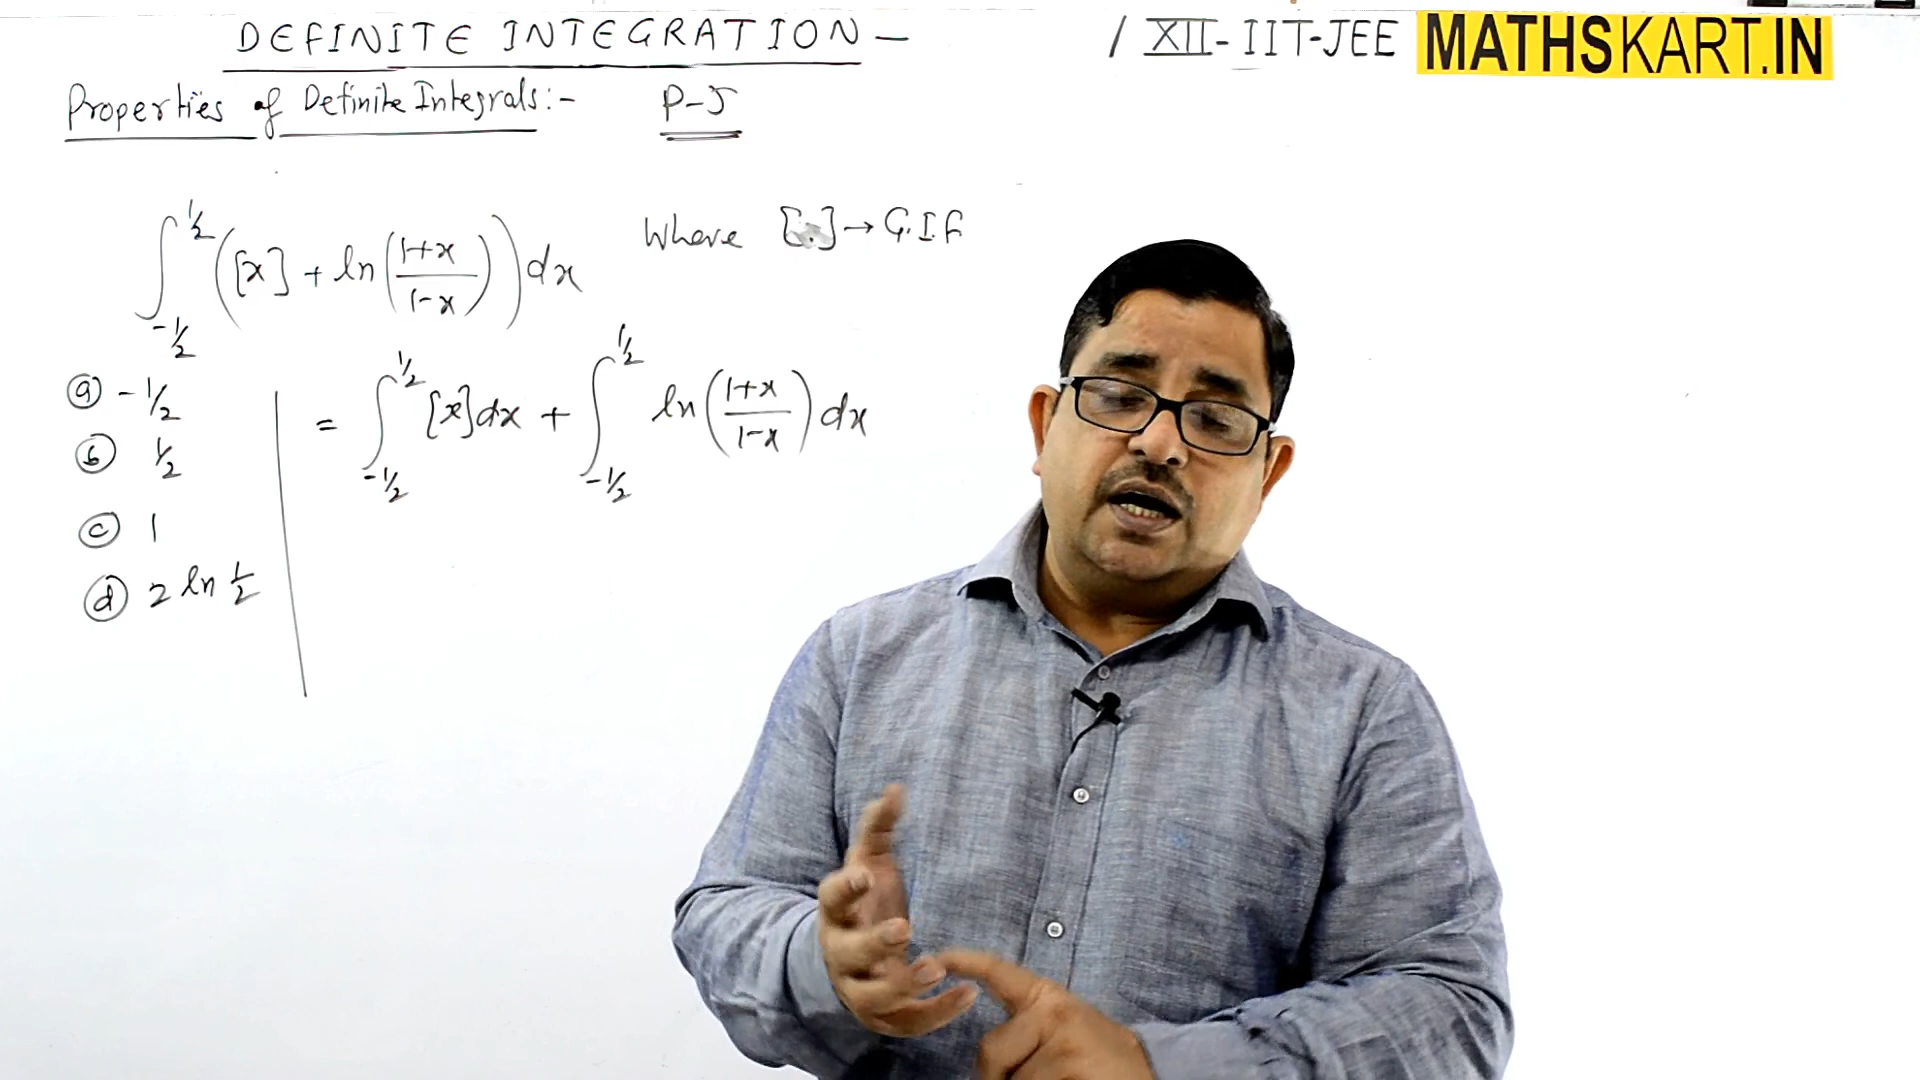 DEFINITE INTEGRATION – / XII-IIT-JEE MATHSKART.IN
Properties of Definite Integrals:- P-5
∫_{-1/2}^{1/2} ([x] + ln((1+x)/(1-x))) dx Where [.] → G.I.F
= ∫_{-1/2}^{1/2} [x]dx + ∫_{-1/2}^{1/2} ln((1+x)/(1-x)) dx
(a) -1/2
(b) 1/2
(c) 1
(d) 2 ln 1/2